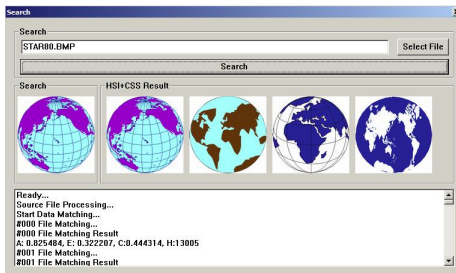 Search
Search
STAR80.BMP
Select File
Search
Search
HSI+CSS Result
Ready...
Source File Processing...
Start Data Matching...
#000 File Matching...
#000 File Matching Result
A: 0.825484, E: 0.322207, C:0.444314, H:13005
#001 File Matching...
#001 File Matching Result